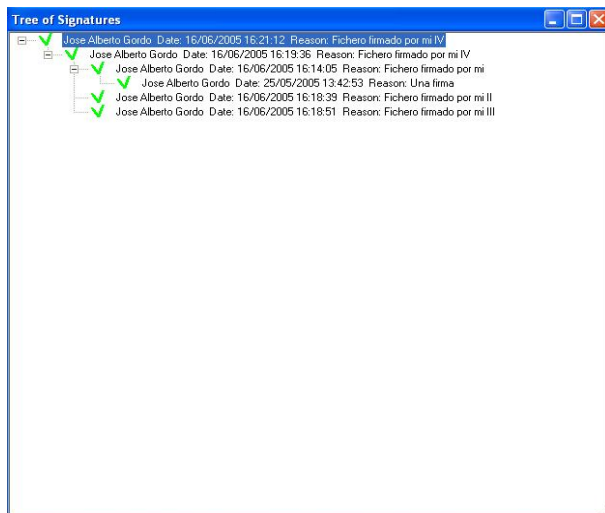 Tree of Signatures
Jose Alberto Gordo Date: 16/06/2005 16:21:12 Reason: Fichero firmado por mi IV
Jose Alberto Gordo Date: 16/06/2005 16:19:36 Reason: Fichero firmado por mi IV
Jose Alberto Gordo Date: 16/06/2005 16:14:05 Reason: Fichero firmado por mi
Jose Alberto Gordo Date: 25/05/2005 13:42:53 Reason: Una firma
Jose Alberto Gordo Date: 16/06/2005 16:18:39 Reason: Fichero firmado por mi II
Jose Alberto Gordo Date: 16/06/2005 16:18:51 Reason: Fichero firmado por mi III